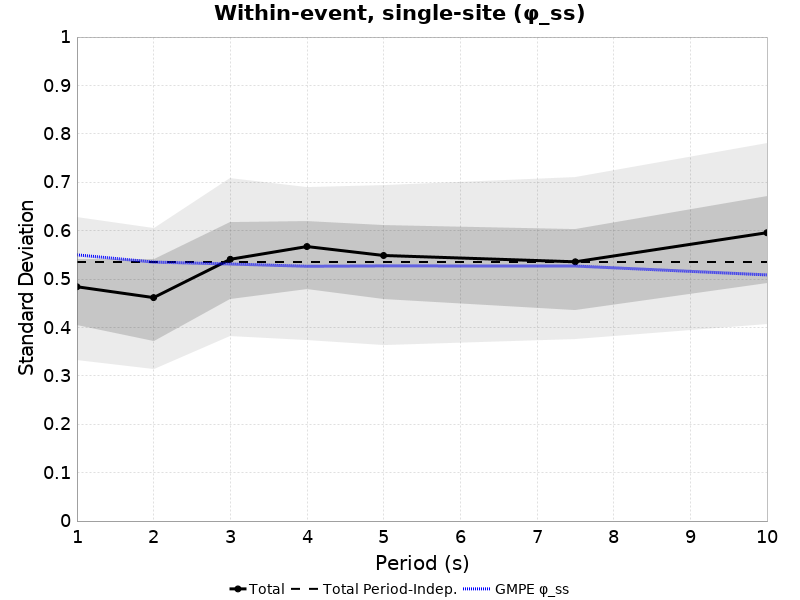 Within-event, single-site (φ_ss)
1
0.9
0.8
0.7
0.6
0.5
0.4
0.3
0.2
0.1
0
Standard Deviation
1 2 3 4 5 6 7 8 9 10
Period (s)
Total Total Period-Indep. GMPE φ_ss